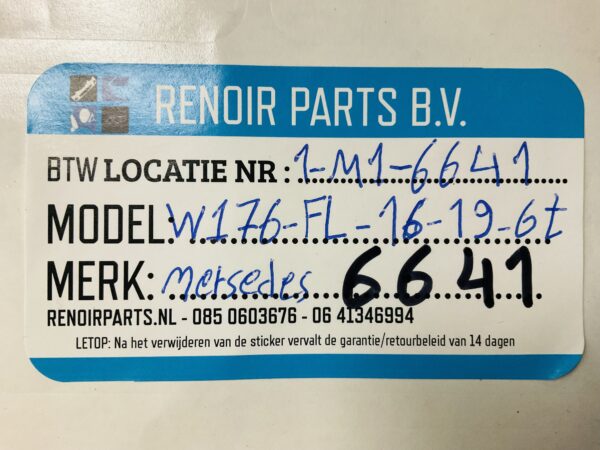 RENOIR PARTS B.V.
BTW LOCATIE NR : 1-M1-6641
MODEL: W176-FL-16-19-6t
MERK: mersedes 6641
RENOIRPARTS.NL - 085 0603676 - 06 41346994
LETOP: Na het verwijderen van de sticker vervalt de garantie/retourbeleid van 14 dagen